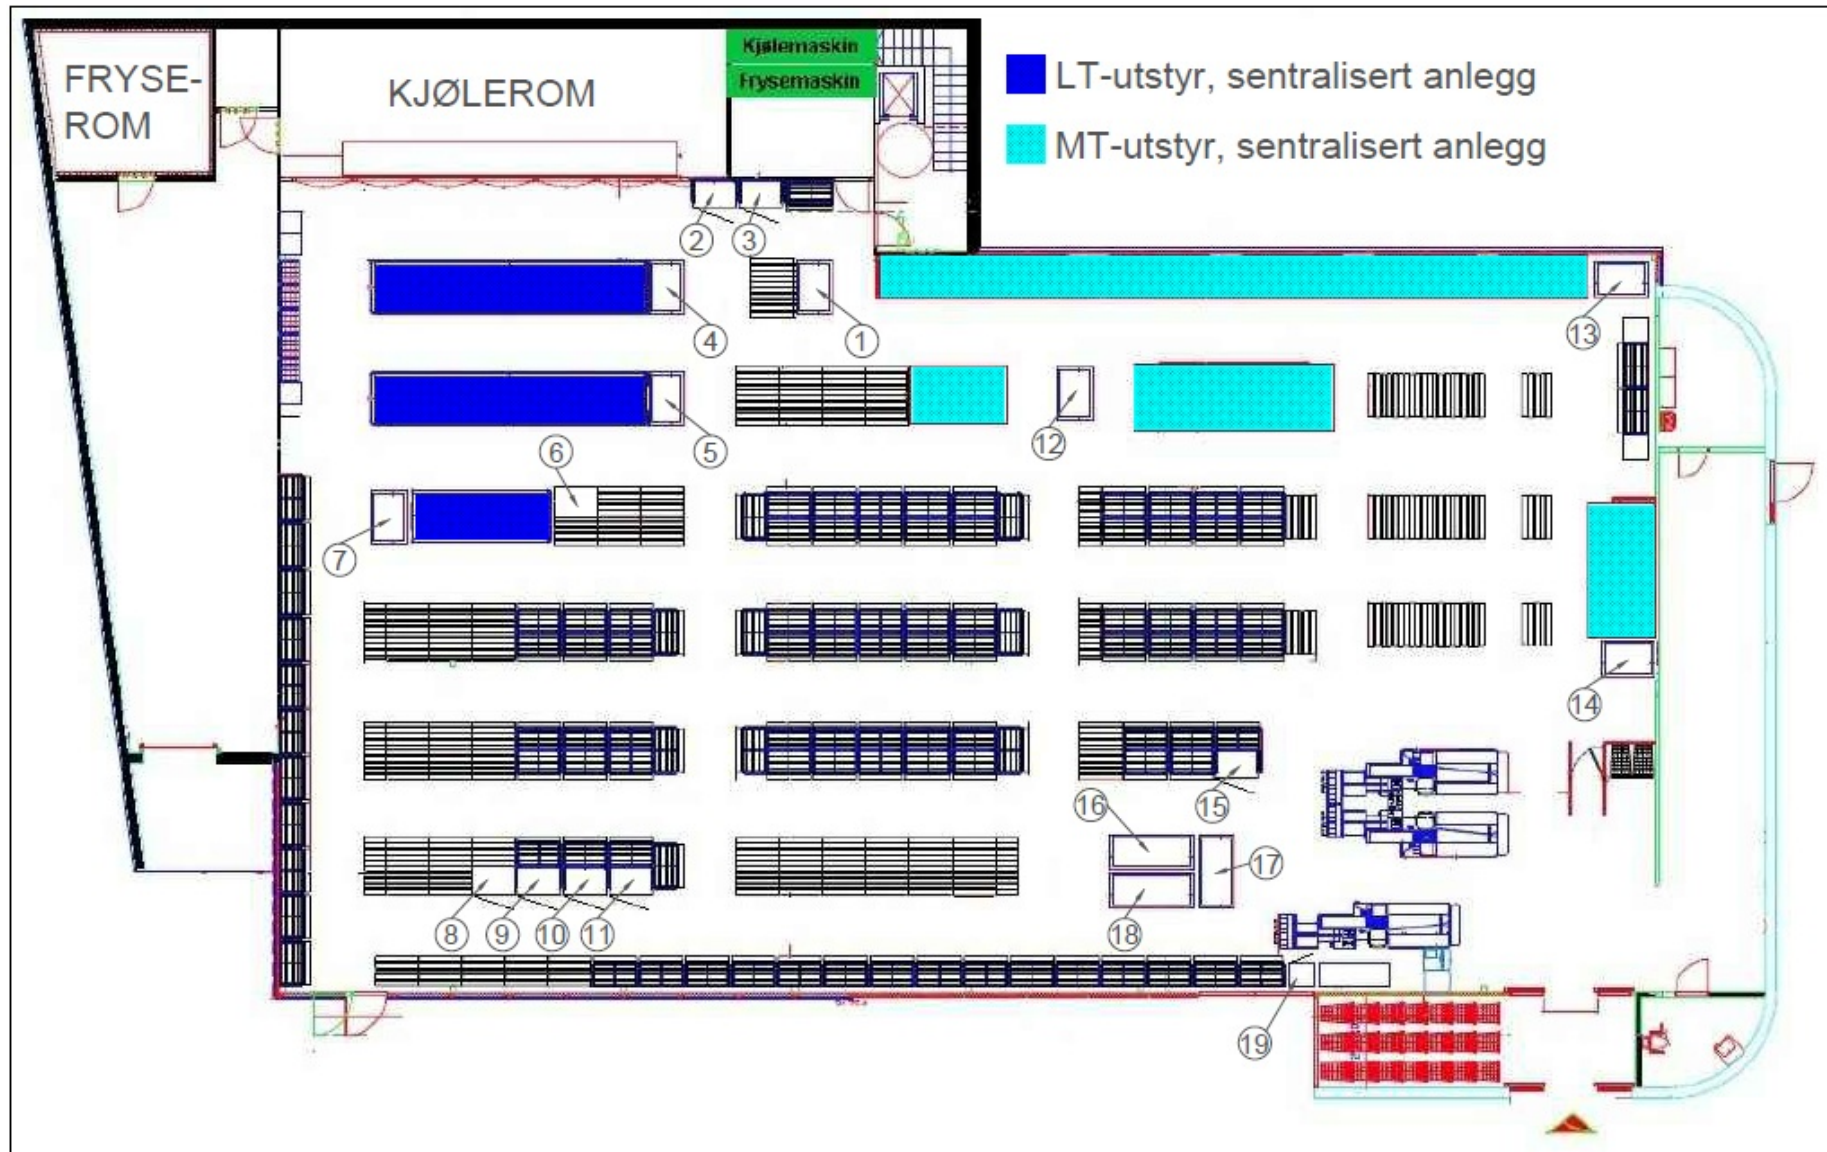 FRYSE-
ROM
KJØLEROM
Kjølemaskin
Frysemaskin
LT-utstyr, sentralisert anlegg
MT-utstyr, sentralisert anlegg
2
3
4
1
13
5
12
6
7
14
15
16
17
8
9
10
11
18
19